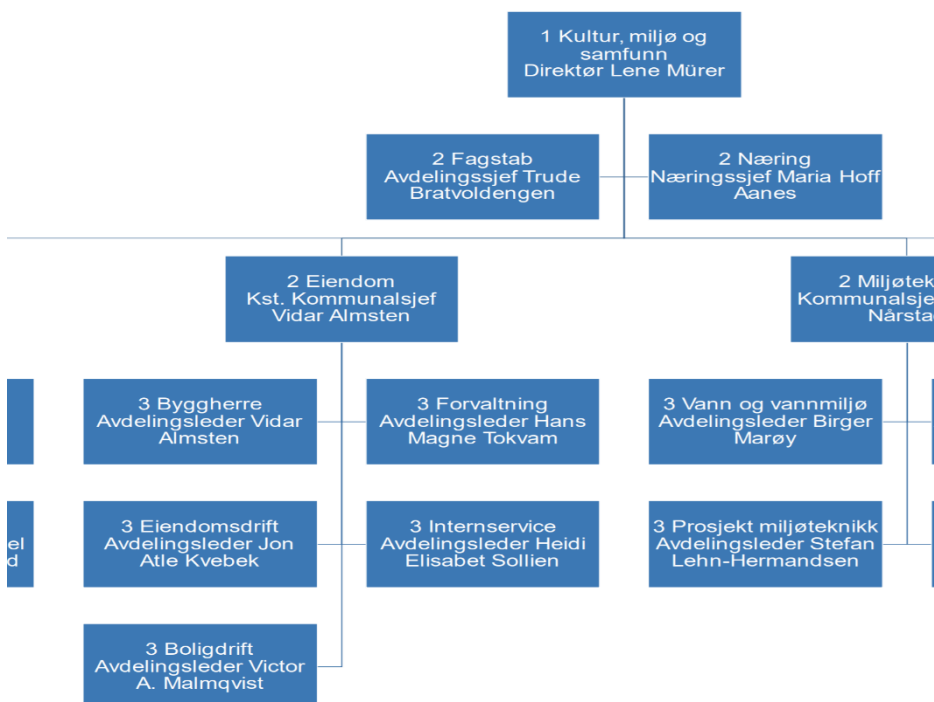 1 Kultur, miljø og
samfunn
Direktør Lene Mürer
2 Fagstab
Avdelingssjef Trude
Bratvoldengen
2 Næring
Næringssjef Maria Hoff
Aanes
2 Eiendom
Kst. Kommunalsjef
Vidar Almsten
2
3 Byggherre
Avdelingsleder Vidar
Almsten
3 Forvaltning
Avdelingsleder Hans
Magne Tokvam
3 Vann og vannmiljø
Avdelingsleder Birger
Marøy
3 Eiendomsdrift
Avdelingsleder Jon
Atle Kvebek
3 Internservice
Avdelingsleder Heidi
Elisabet Sollien
3 Prosjekt miljøteknikk
Avdelingsleder Stefan
Lehn-Hermandsen
3 Boligdrift
Avdelingsleder Victor
A. Malmqvist